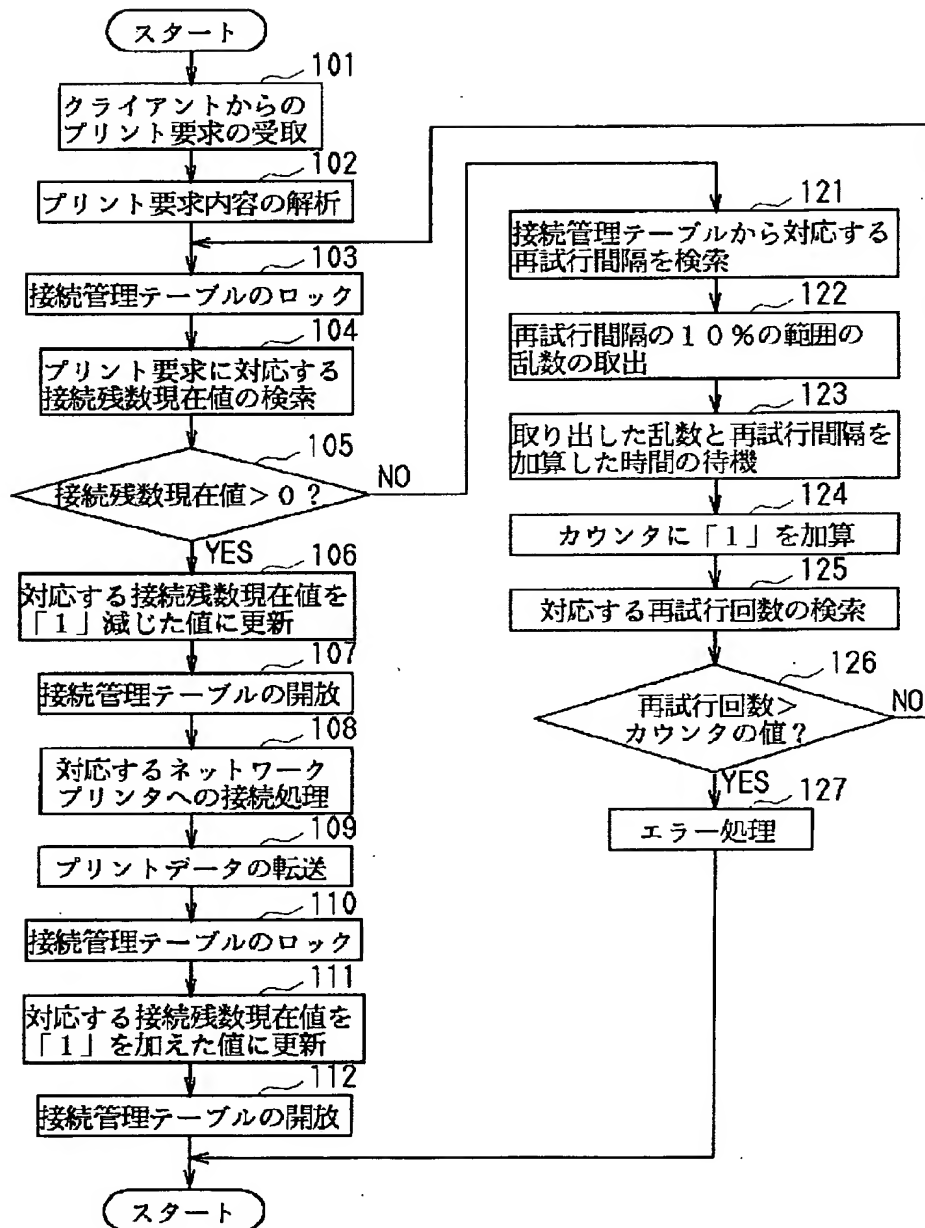 スタート
101
クライアントからの
プリント要求の受取
102
プリント要求内容の解析
103
接続管理テーブルのロック
104
プリント要求に対応する
接続残数現在値の検索
105
接続残数現在値＞０？
NO
YES
106
対応する接続残数現在値を
「１」減じた値に更新
107
接続管理テーブルの開放
108
対応するネットワーク
プリンタへの接続処理
109
プリントデータの転送
110
接続管理テーブルのロック
111
対応する接続残数現在値を
「１」を加えた値に更新
112
接続管理テーブルの開放
スタート
121
接続管理テーブルから対応する
再試行間隔を検索
122
再試行間隔の１０％の範囲の
乱数の取出
123
取り出した乱数と再試行間隔を
加算した時間の待機
124
カウンタに「１」を加算
125
対応する再試行回数の検索
126
再試行回数＞
カウンタの値？
NO
YES
127
エラー処理